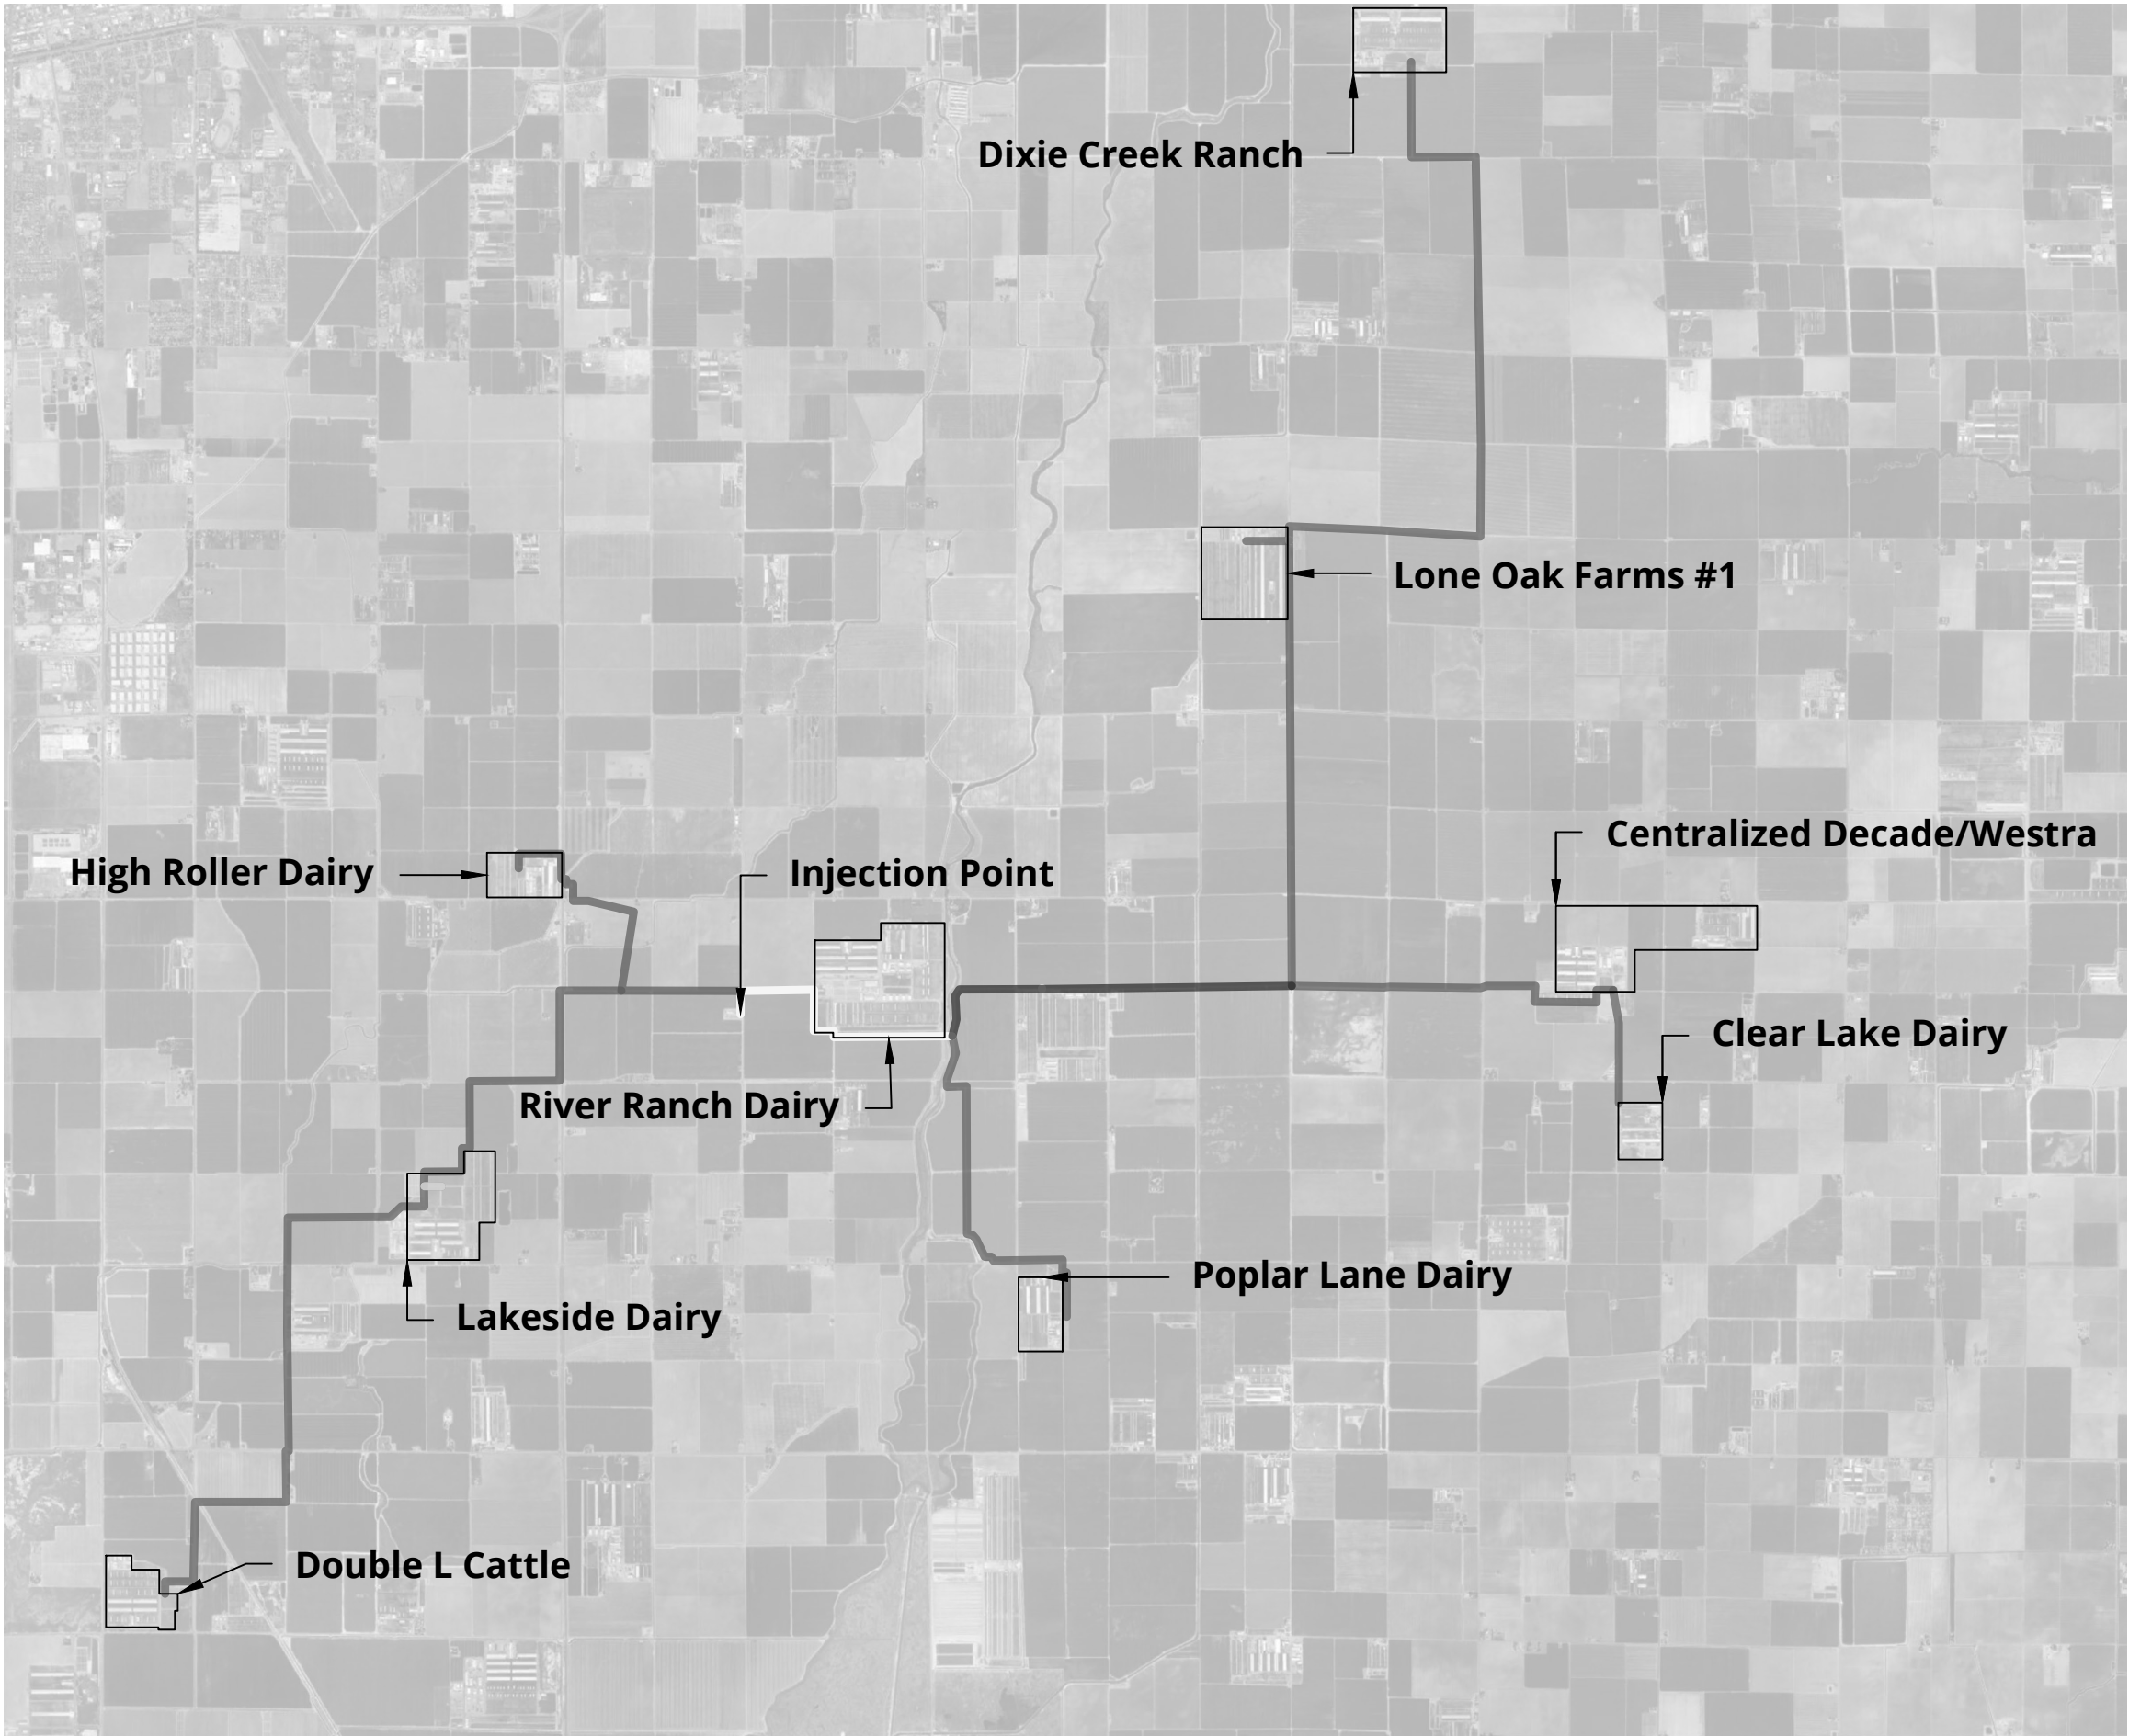 Dixie Creek Ranch
Lone Oak Farms #1
Centralized Decade/Westra
High Roller Dairy
Injection Point
Clear Lake Dairy
River Ranch Dairy
Poplar Lane Dairy
Lakeside Dairy
Double L Cattle